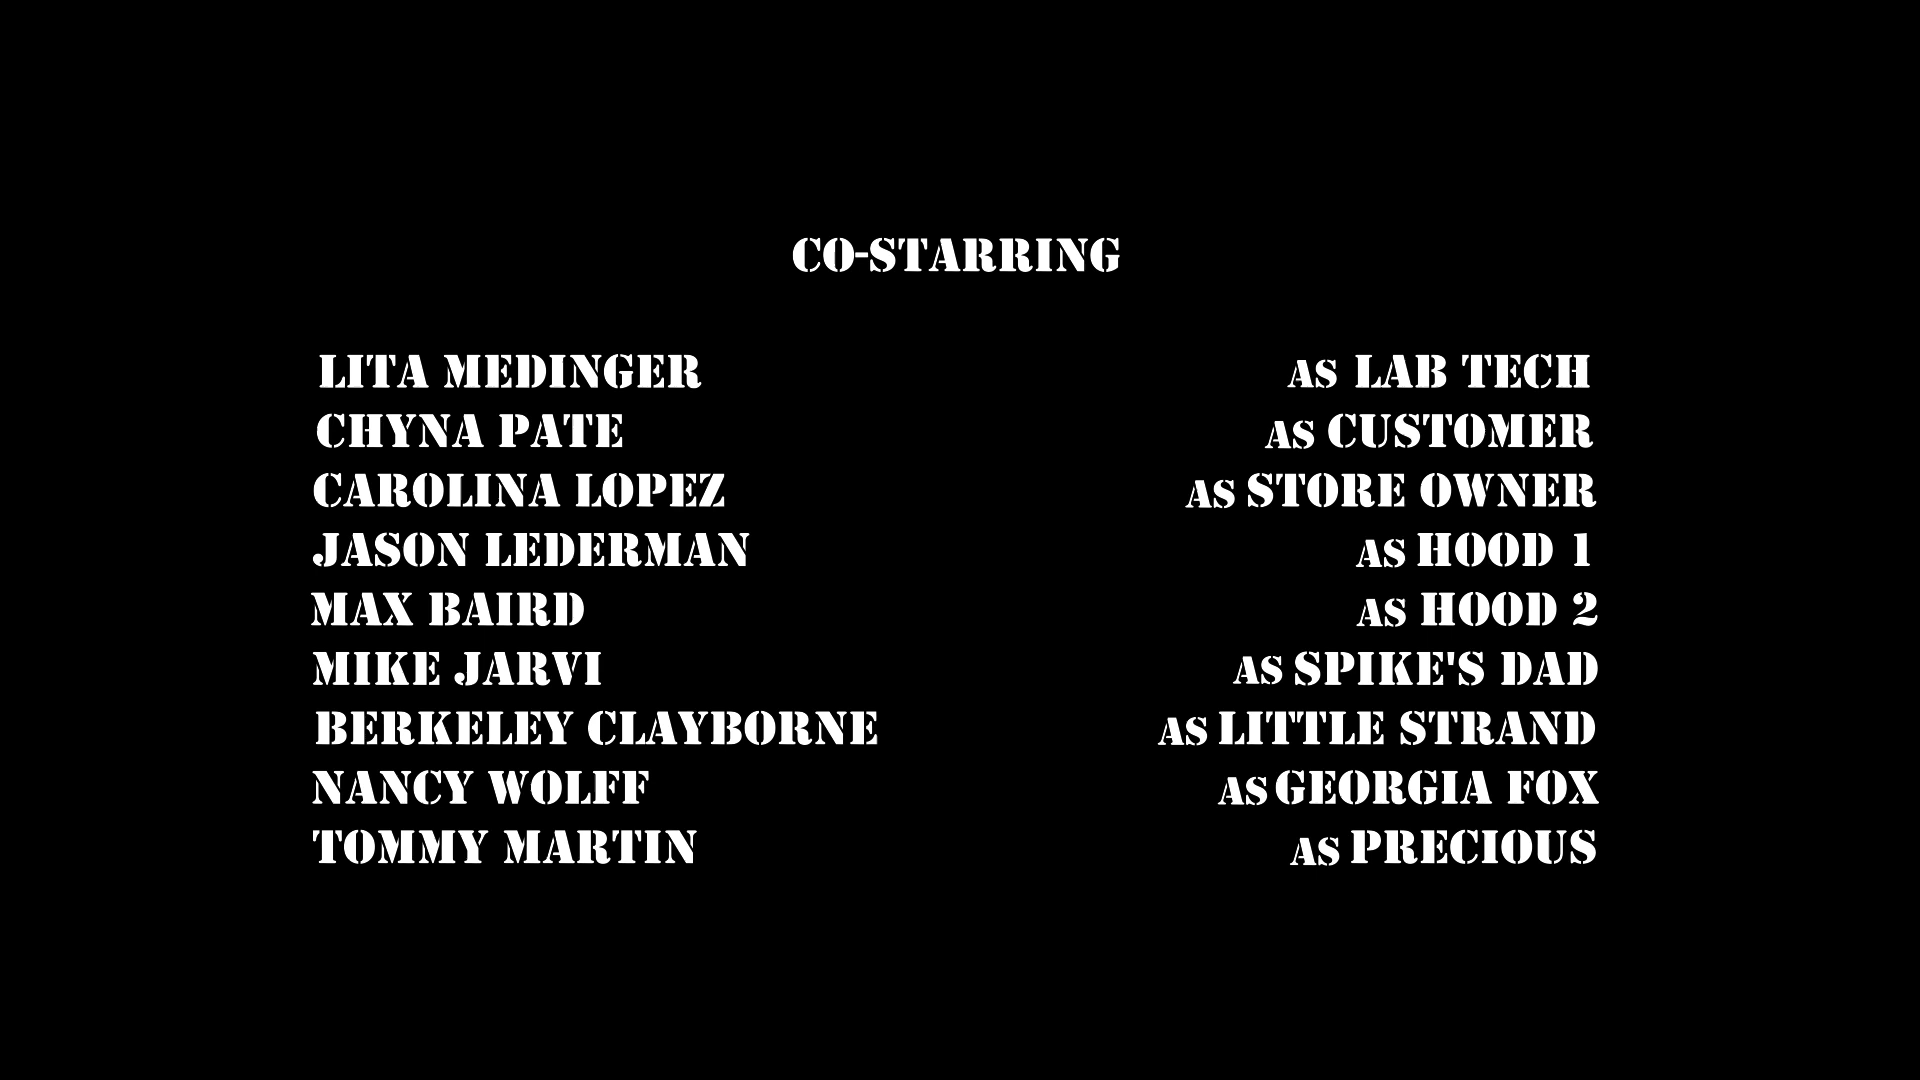 CO-STARRING
LITA MEDINGER AS LAB TECH
CHYNA PATE AS CUSTOMER
CAROLINA LOPEZ AS STORE OWNER
JASON LEDERMAN AS HOOD 1
MAX BAIRD AS HOOD 2
MIKE JARVI AS SPIKE'S DAD
BERKELEY CLAYBORNE AS LITTLE STRAND
NANCY WOLFF AS GEORGIA FOX
TOMMY MARTIN AS PRECIOUS